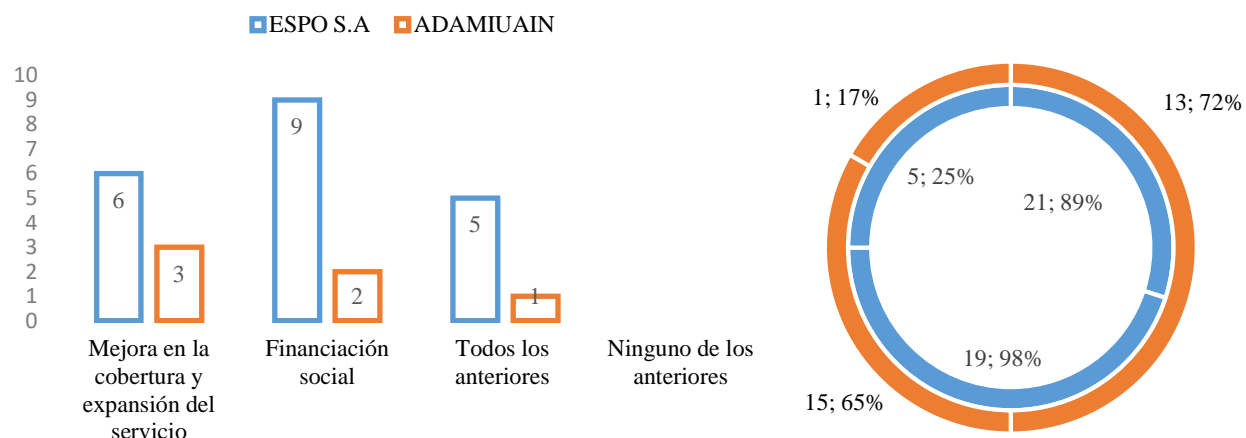 ESPO S.A ADAMIUAIN
10
9
8
7
6
5
4
3
2
1
0
6
3
9
2
5
1
Mejora en la
cobertura y
expansión del
servicio
Financiación
social
Todos los
anteriores
Ninguno de los
anteriores
1; 17%
13; 72%
5; 25%
21; 89%
19; 98%
15; 65%